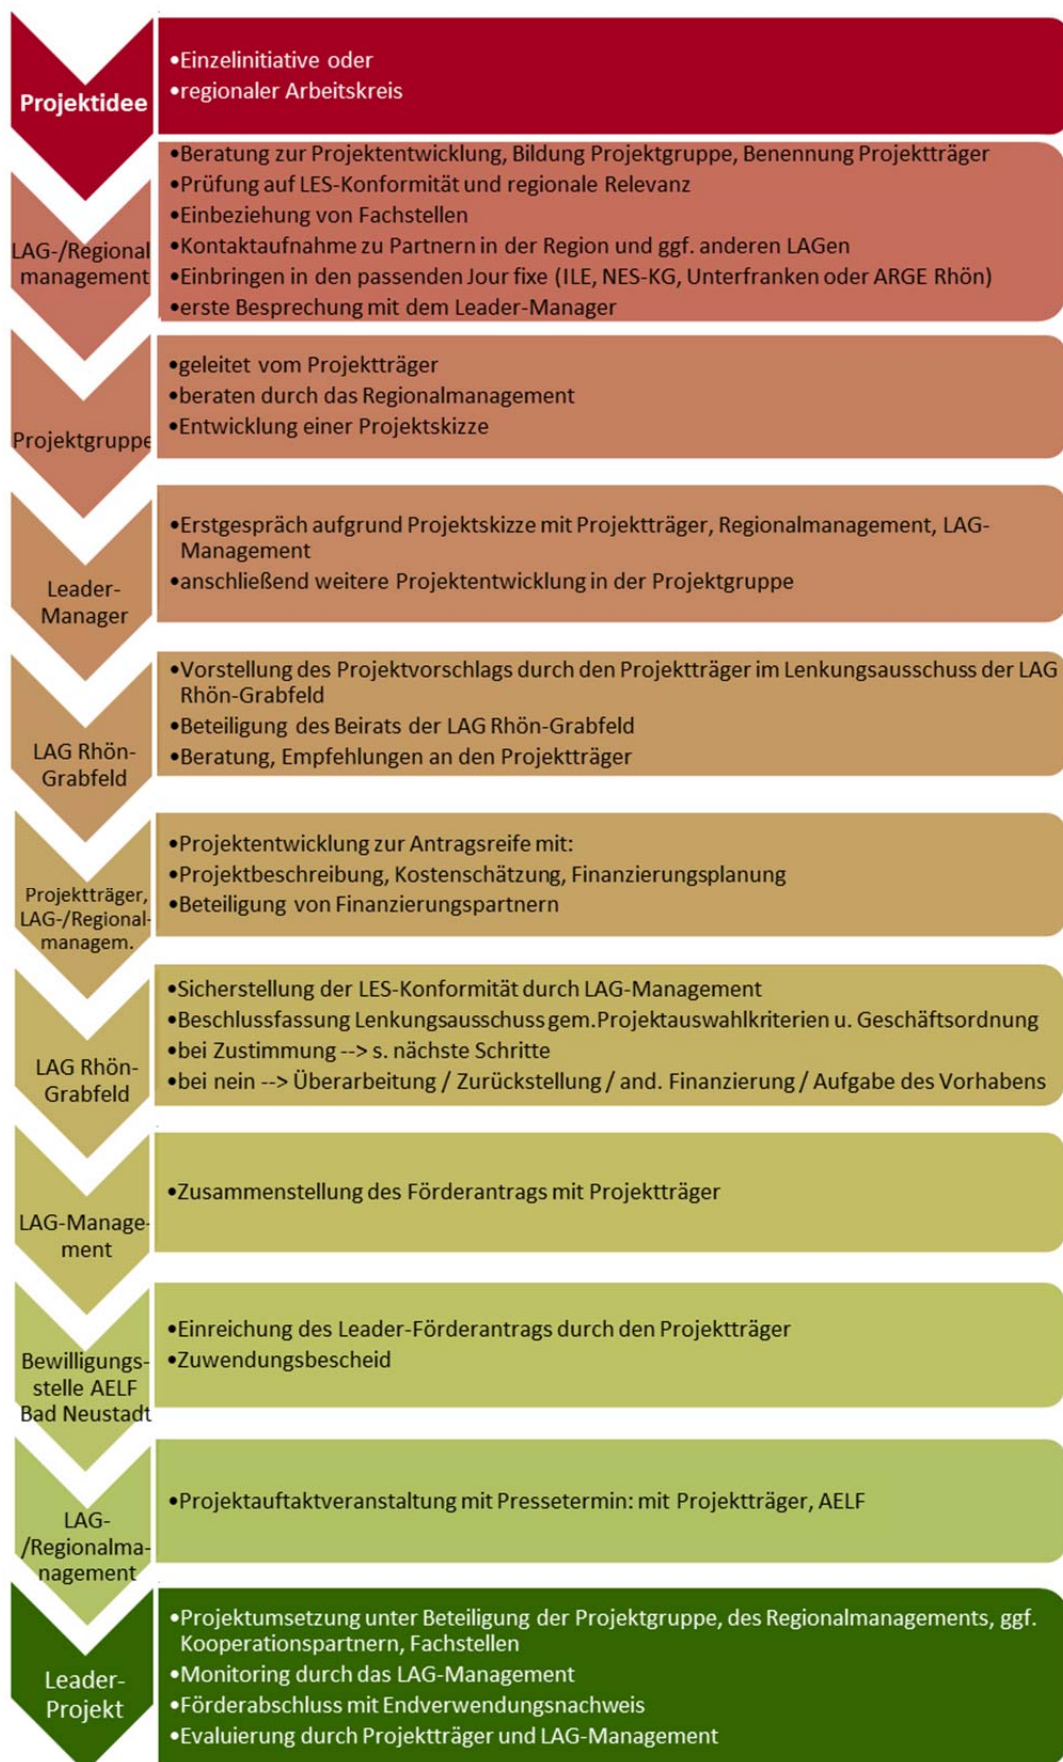 Projektidee
•Einzelinitiative oder
•regionaler Arbeitskreis
LAG-/Regional
management
•Beratung zur Projektentwicklung, Bildung Projektgruppe, Benennung Projektträger
•Prüfung auf LES-Konformität und regionale Relevanz
•Einbeziehung von Fachstellen
•Kontaktaufnahme zu Partnern in der Region und ggf. anderen LAGen
•Einbringen in den passenden Jour fixe (ILE, NES-KG, Unterfranken oder ARGE Rhön)
•erste Besprechung mit dem Leader-Manager
Projektgruppe
•geleitet vom Projektträger
•beraten durch das Regionalmanagement
•Entwicklung einer Projektskizze
Leader-
Manager
•Erstgespräch aufgrund Projektskizze mit Projektträger, Regionalmanagement, LAG-
Management
•anschließend weitere Projektentwicklung in der Projektgruppe
LAG Rhön-
Grabfeld
•Vorstellung des Projektvorschlags durch den Projektträger im Lenkungsausschuss der LAG
Rhön-Grabfeld
•Beteiligung des Beirats der LAG Rhön-Grabfeld
•Beratung, Empfehlungen an den Projektträger
Projektträger,
LAG-/Regional-
managem.
•Projektentwicklung zur Antragsreife mit:
•Projektbeschreibung, Kostenschätzung, Finanzierungsplanung
•Beteiligung von Finanzierungspartnern
LAG Rhön-
Grabfeld
•Sicherstellung der LES-Konformität durch LAG-Management
•Beschlussfassung Lenkungsausschuss gem.Projektauswahlkriterien u. Geschäftsordnung
•bei Zustimmung --> s. nächste Schritte
•bei nein --> Überarbeitung / Zurückstellung / and. Finanzierung / Aufgabe des Vorhabens
LAG-Manage-
ment
•Zusammenstellung des Förderantrags mit Projektträger
Bewilligungs-
stelle AELF
Bad Neustadt
•Einreichung des Leader-Förderantrags durch den Projektträger
•Zuwendungsbescheid
LAG-
/Regionalma-
nagement
•Projektauftaktveranstaltung mit Pressetermin: mit Projektträger, AELF
Leader-
Projekt
•Projektumsetzung unter Beteiligung der Projektgruppe, des Regionalmanagements, ggf.
Kooperationspartnern, Fachstellen
•Monitoring durch das LAG-Management
•Förderabschluss mit Endverwendungsnachweis
•Evaluierung durch Projektträger und LAG-Management